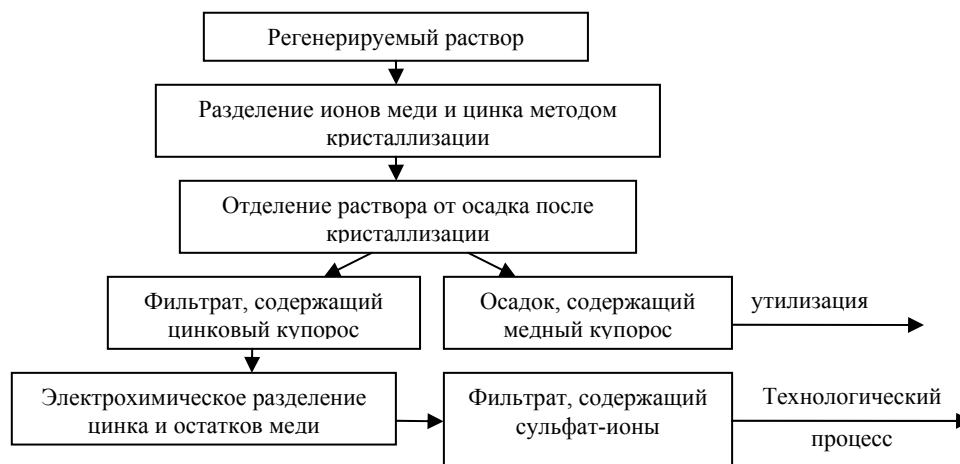 Регенерируемый раствор
Разделение ионов меди и цинка методом
кристаллизации
Отделение раствора от осадка после
кристаллизации
Фильтрат, содержащий
цинковый купорос
Осадок, содержащий
медный купорос
утилизация
Электрохимическое разделение
цинка и остатков меди
Фильтрат, содержащий
сульфат-ионы
Технологический
процесс